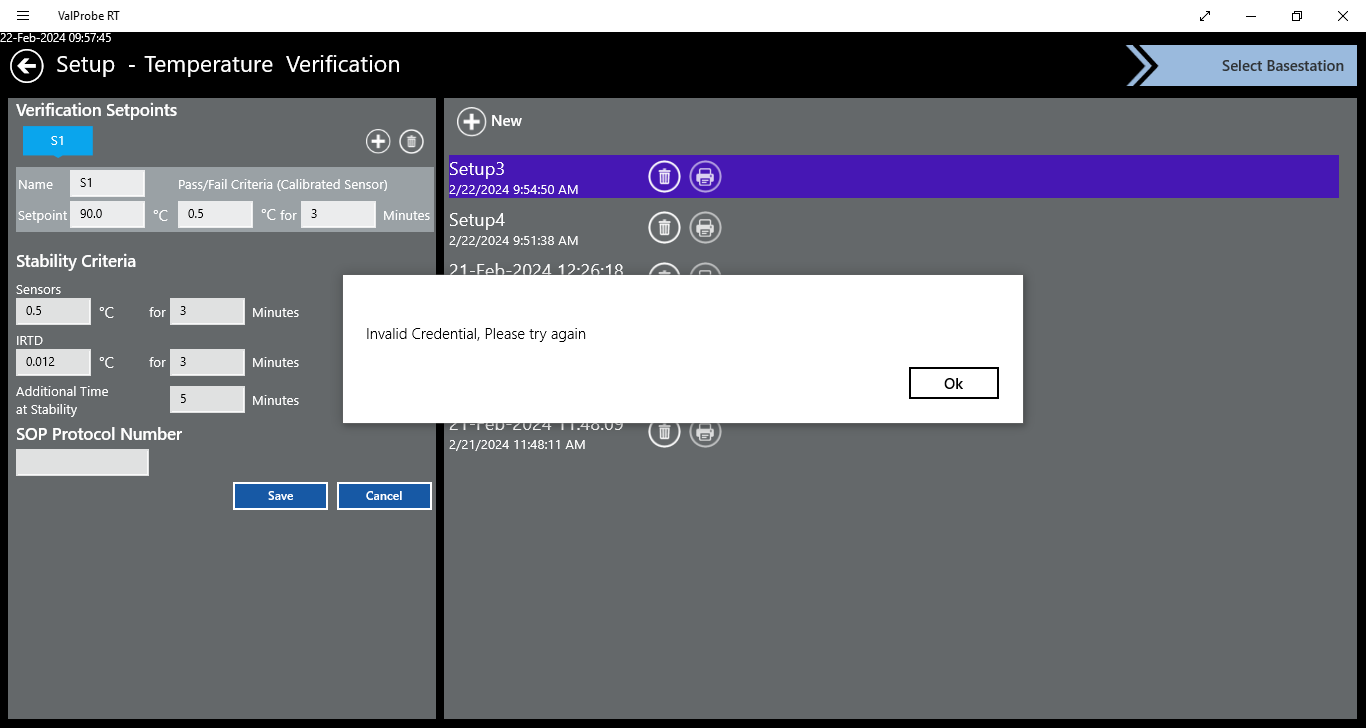 ValProbe RT
22-Feb-2024 09:57:45
Setup - Temperature Verification
Select Basestation
Verification Setpoints
S1
Name S1 Pass/Fail Criteria (Calibrated Sensor)
Setpoint 90.0 °C 0.5 °C for 3 Minutes
Stability Criteria
Sensors
0.5 °C for 3 Minutes
IRTD
0.012 °C for 3 Minutes
Additional Time
at Stability
5 Minutes
SOP Protocol Number
Save Cancel
New
Setup3
2/22/2024 9:54:50 AM
Setup4
2/22/2024 9:51:38 AM
21-Feb-2024 12:26:18
Invalid Credential, Please try again
Ok
21-Feb-2024 11:48:09
2/21/2024 11:48:11 AM